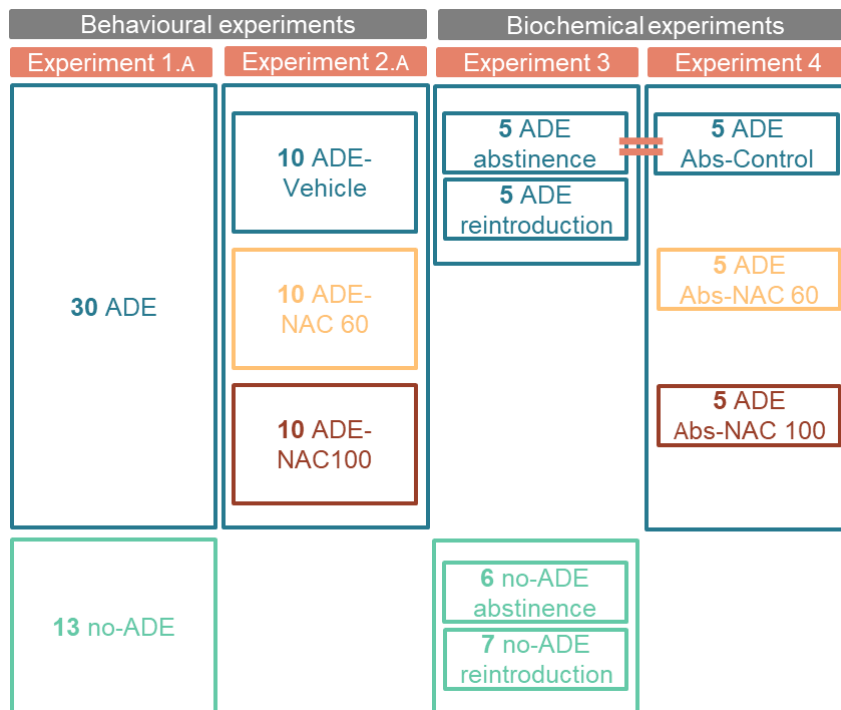 Behavioural experiments
Biochemical experiments
Experiment 1.A
Experiment 2.A
Experiment 3
Experiment 4
30 ADE
10 ADE-
Vehicle
10 ADE-
NAC 60
10 ADE-
NAC100
5 ADE
abstinence
5 ADE
reintroduction
5 ADE
Abs-Control
5 ADE
Abs-NAC 60
5 ADE
Abs-NAC 100
13 no-ADE
6 no-ADE
abstinence
7 no-ADE
reintroduction